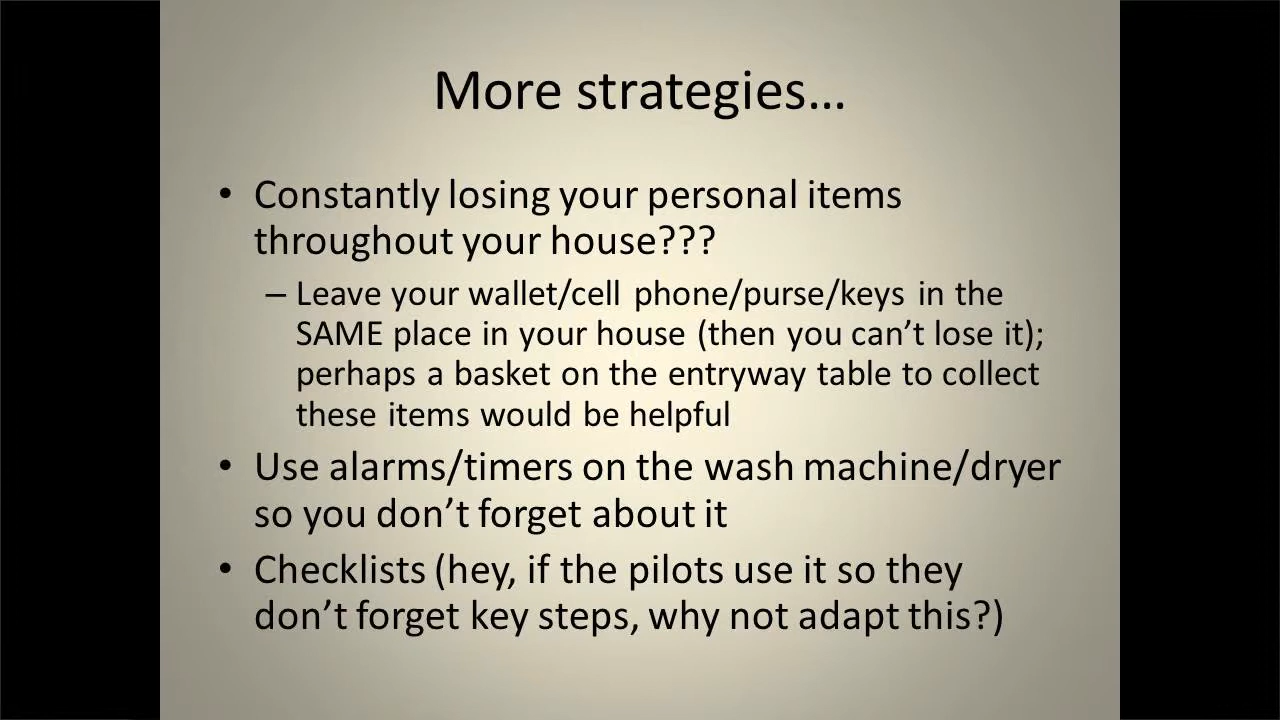 More strategies…
• Constantly losing your personal items
throughout your house???
– Leave your wallet/cell phone/purse/keys in the
SAME place in your house (then you can’t lose it);
perhaps a basket on the entryway table to collect
these items would be helpful
• Use alarms/timers on the wash machine/dryer
so you don’t forget about it
• Checklists (hey, if the pilots use it so they
don’t forget key steps, why not adapt this?)